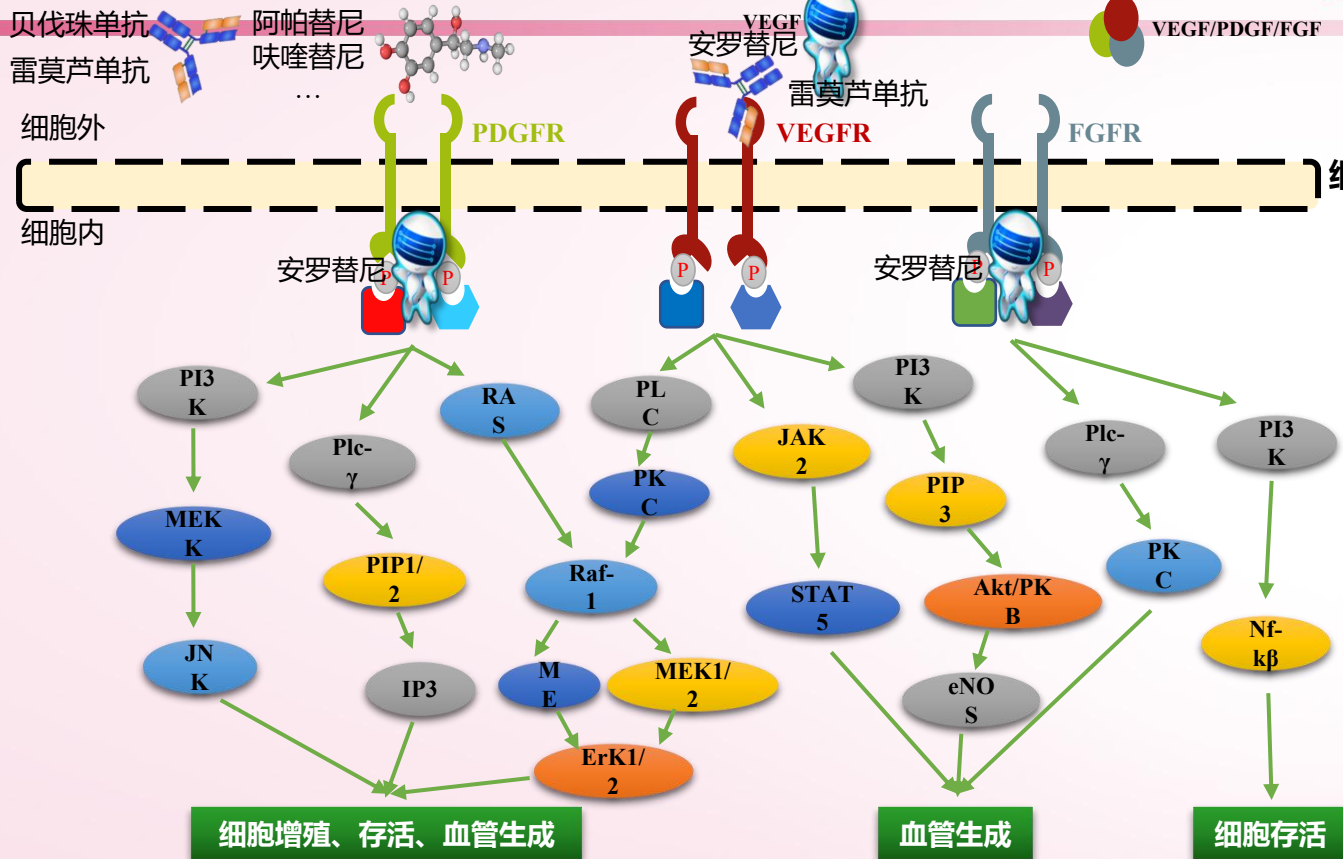 贝伐珠单抗
雷莫芦单抗
阿帕替尼
呋喹替尼
…
VEGF
安罗替尼
雷莫芦单抗
VEGF/PDGF/FGF
细胞外
PDGFR
VEGFR
FGFR
细胞内
安罗替尼
P
P
P
P
安罗替尼
P
P
PI3
K
Plc-
γ
RA
S
PL
C
JAK
2
PI3
K
Plc-
γ
PI3
K
MEK
K
PIP1/
2
PK
C
PIP
3
PK
C
Raf-
1
STAT
5
Akt/PK
B
Nf-
kβ
JN
K
IP3
M
E
MEK1/
2
eNO
S
ErK1/
2
细胞增殖、存活、血管生成
血管生成
细胞存活